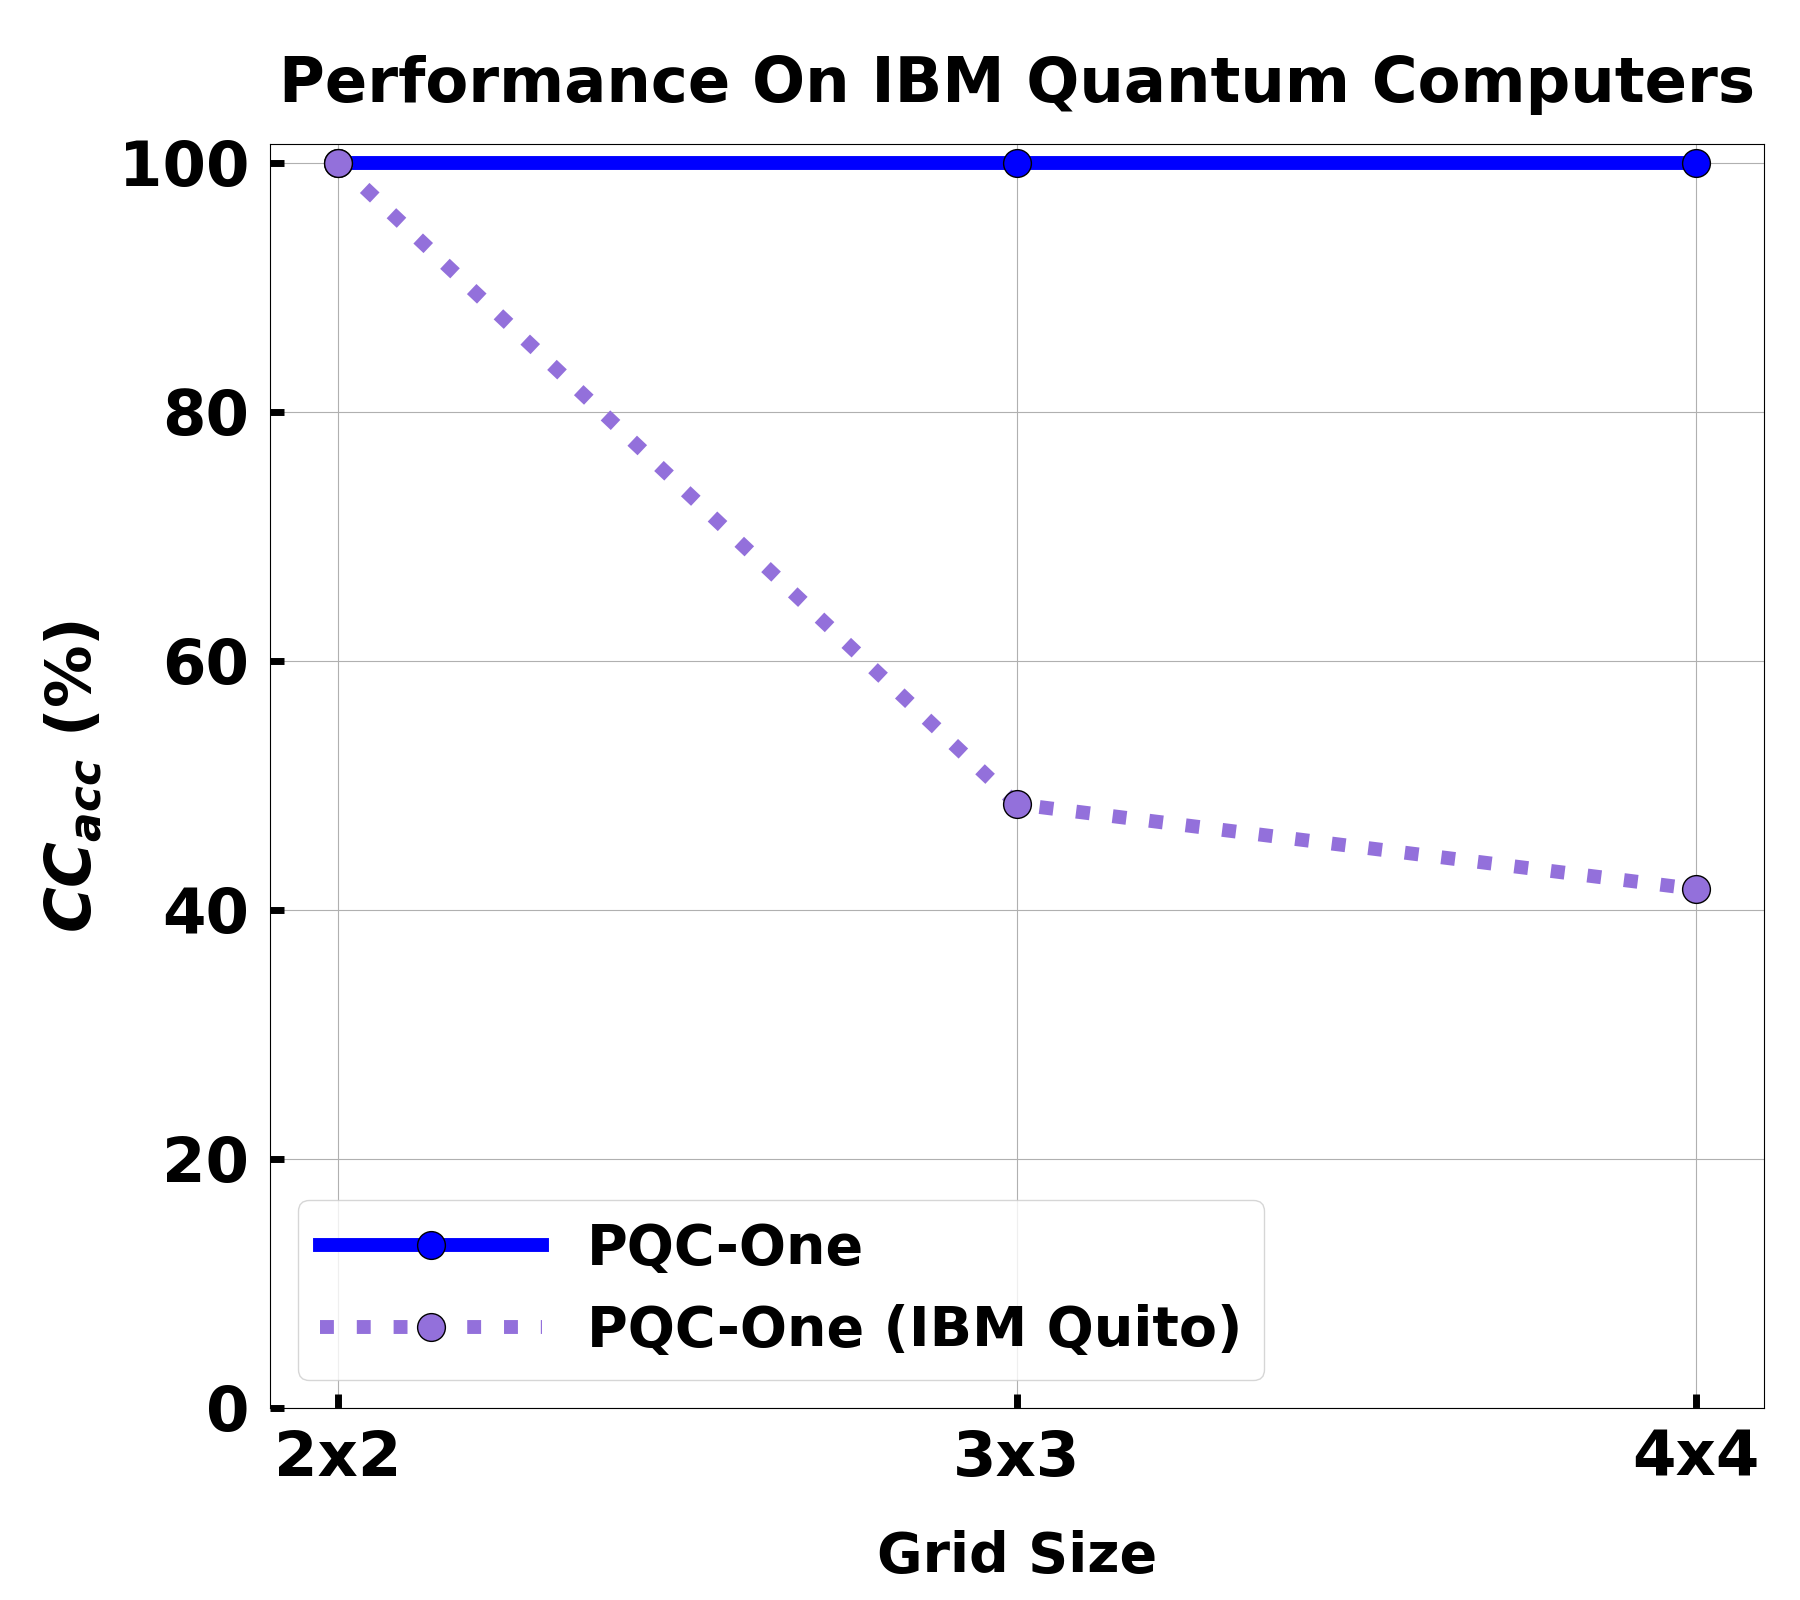 Performance On IBM Quantum Computers
100
80
60
40
20
0
CC_acc (%)
PQC-One
PQC-One (IBM Quito)
2x2 3x3 4x4
Grid Size